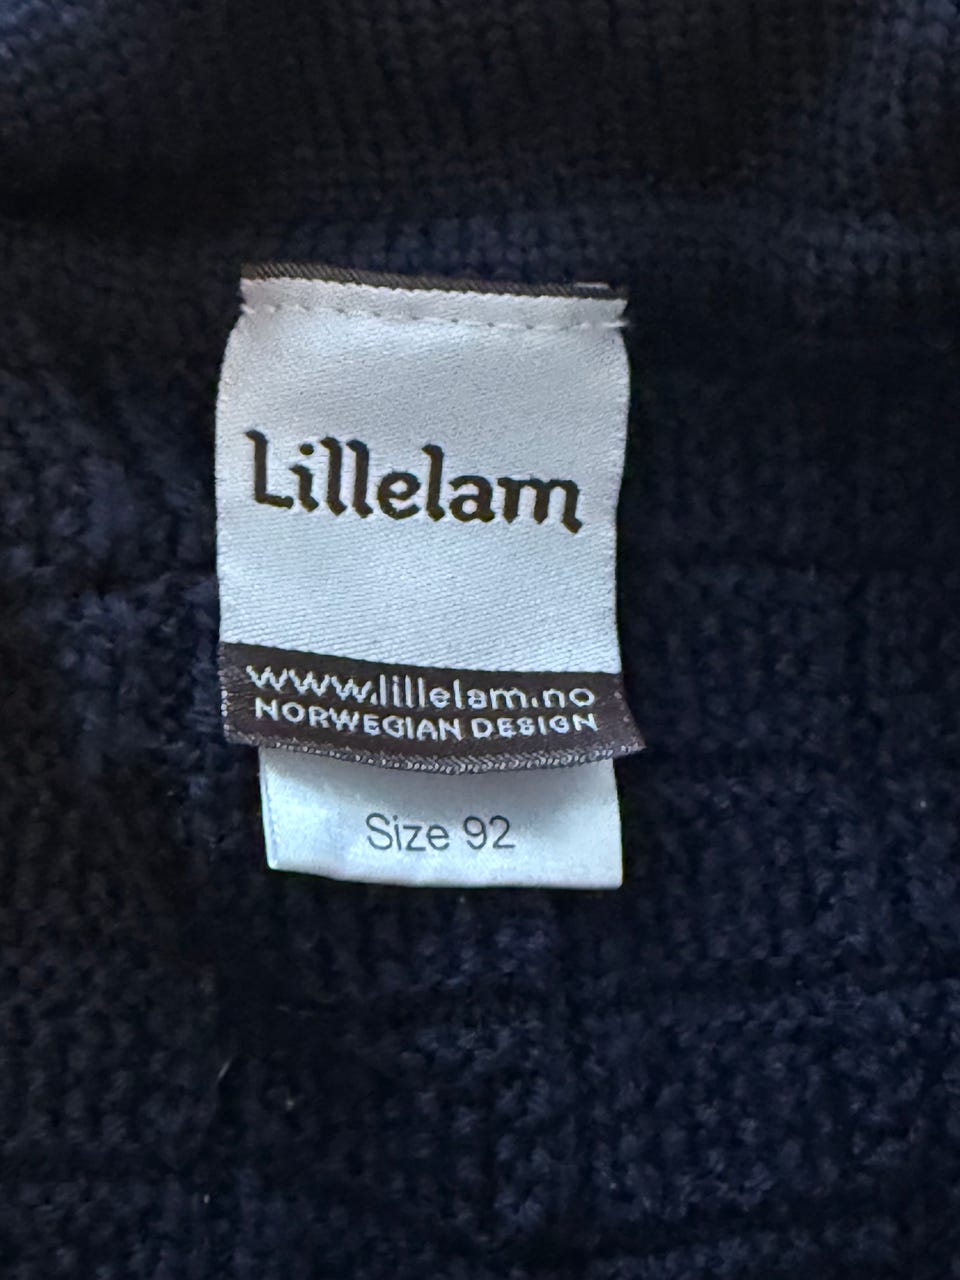 Lillelam
www.lillelam.no
NORWEGIAN DESIGN
Size 92